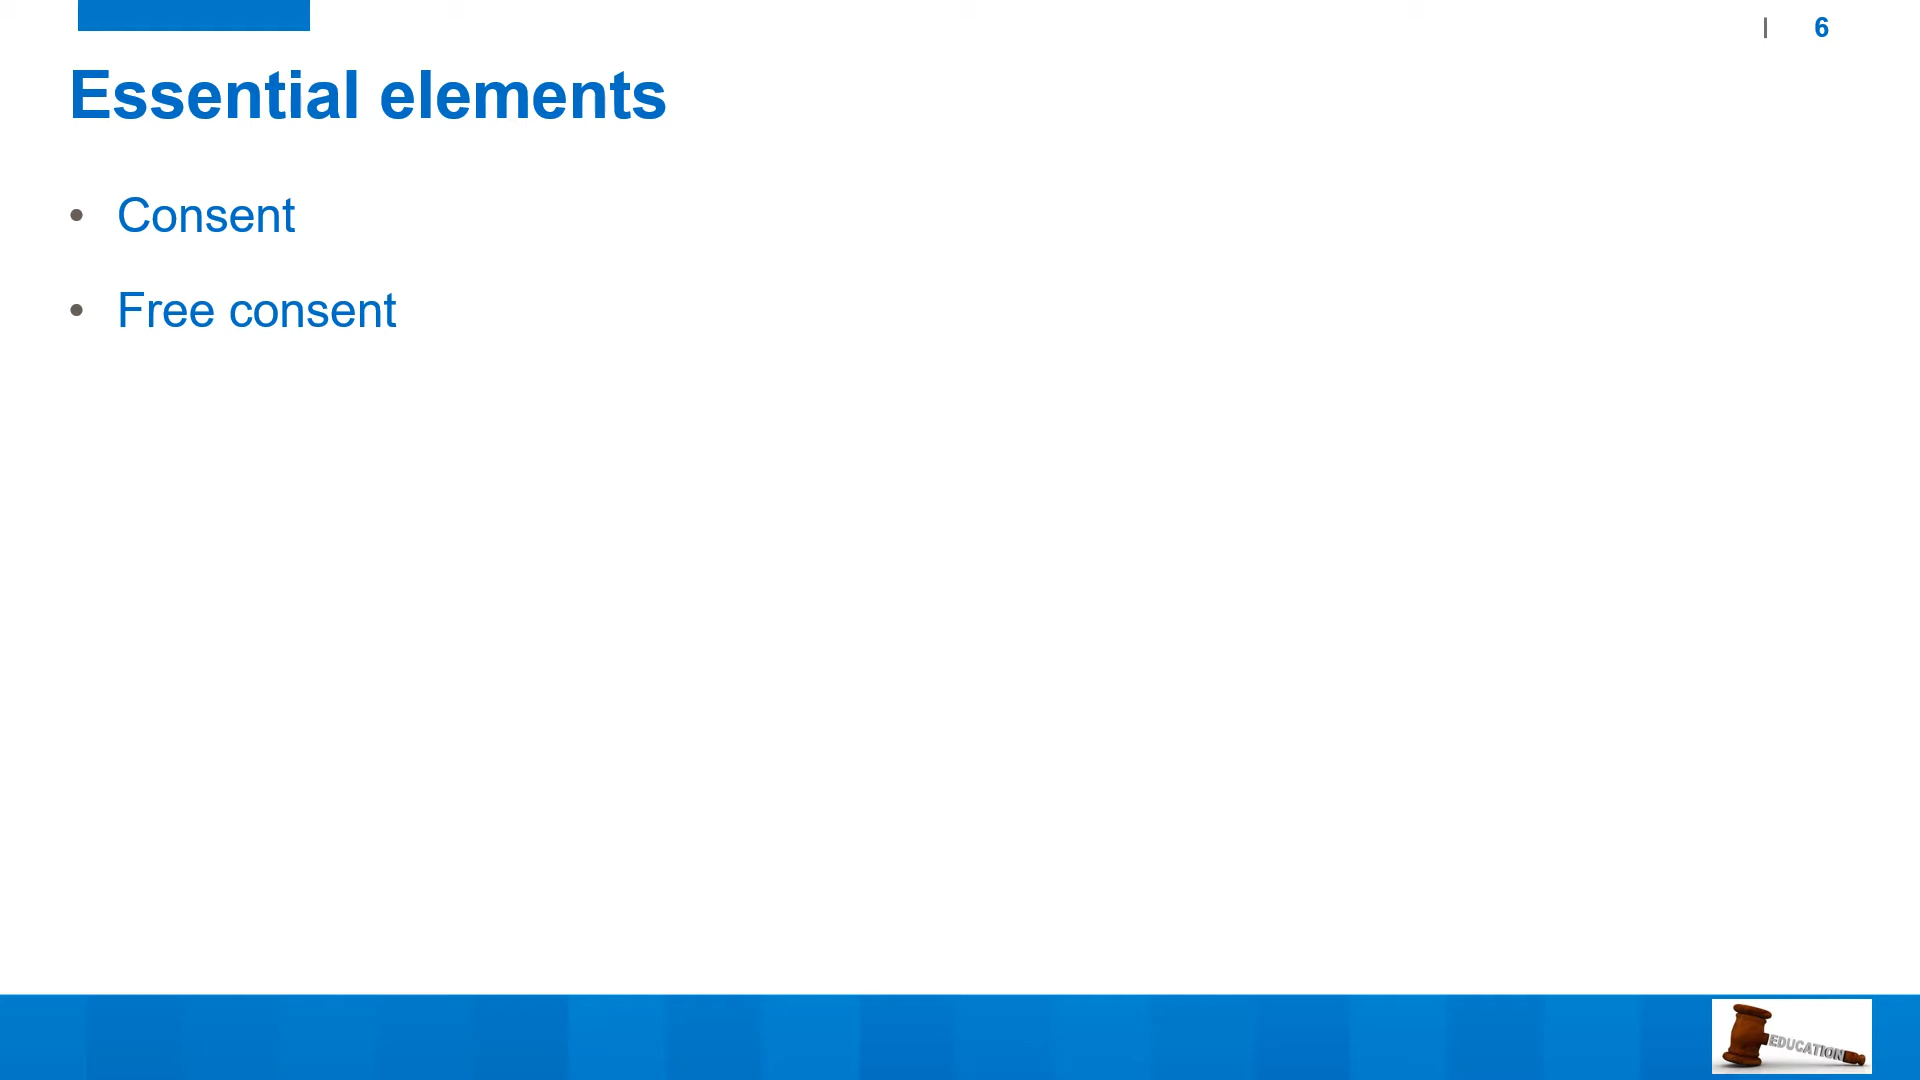 | 6
Essential elements
• Consent
• Free consent
EDUCATION